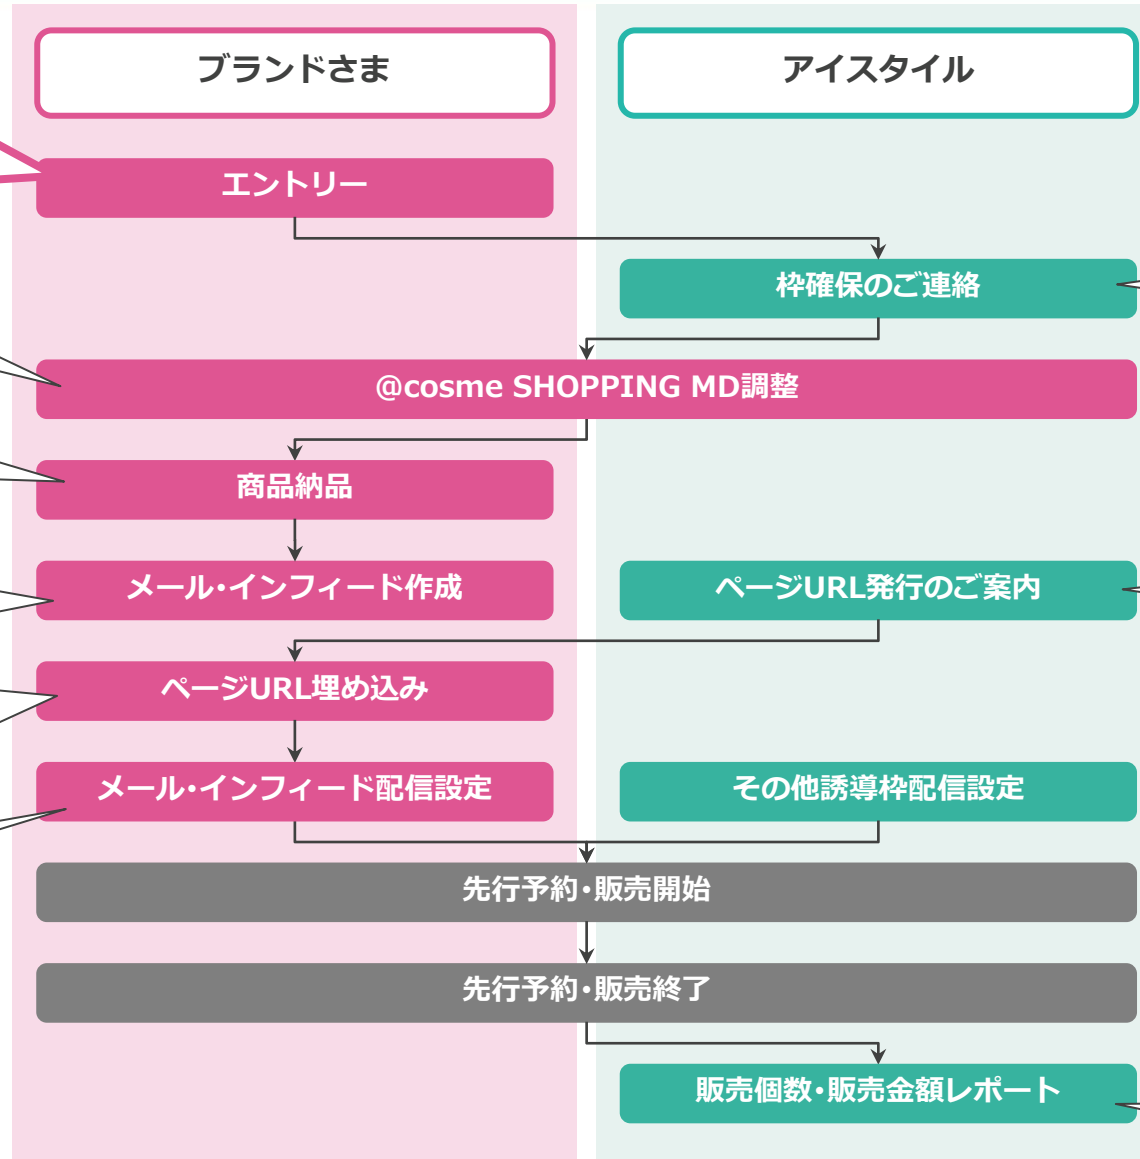 ブランドさま
アイスタイル
エントリー
枠確保のご連絡
@cosme SHOPPING MD調整
商品納品
メール・インフィード作成
ページURL発行のご案内
ページURL埋め込み
メール・インフィード配信設定
その他誘導枠配信設定
先行予約・販売開始
先行予約・販売終了
販売個数・販売金額レポート